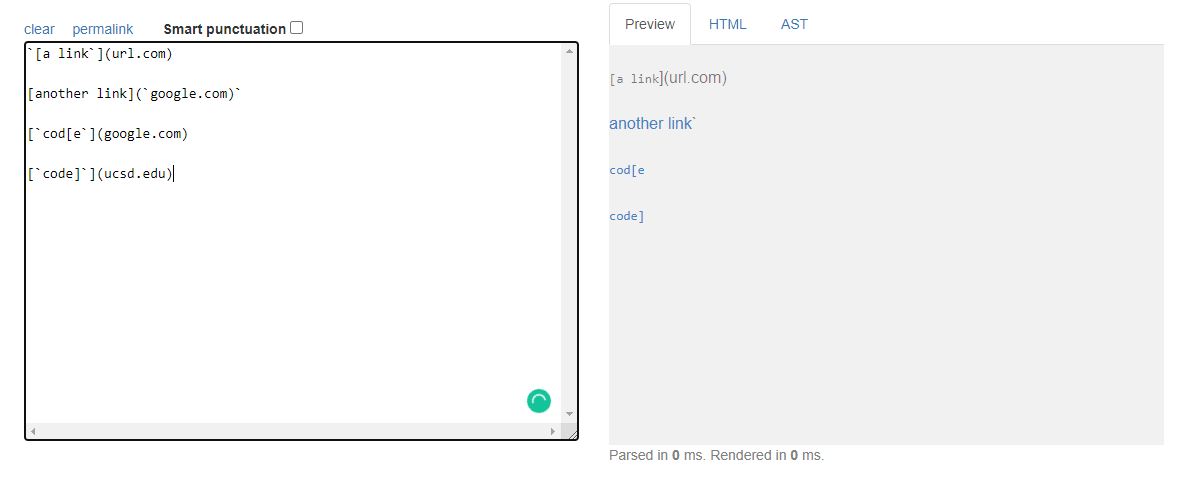 clear permalink Smart punctuation
`[a link`](url.com)
[another link](`google.com)`
[`cod[e`](google.com)
[`code]`](ucsd.edu)
Preview HTML AST
[a link](url.com)
another link`
cod[e
code]
Parsed in 0 ms. Rendered in 0 ms.